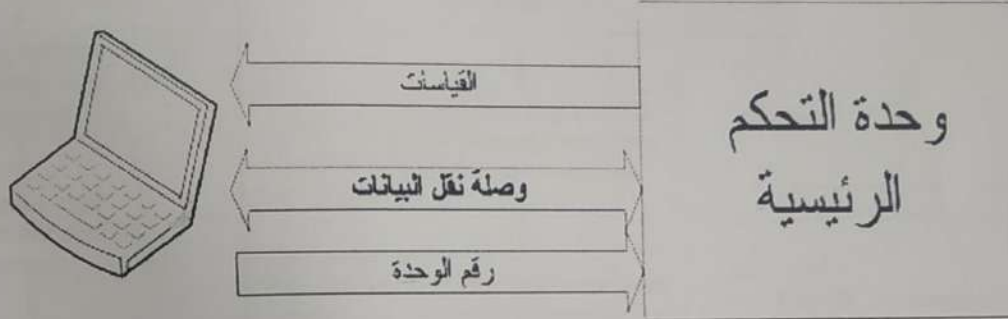 القياسات
وصلة نقل البيانات
رقم الوحدة
وحدة التحكم
الرئيسية